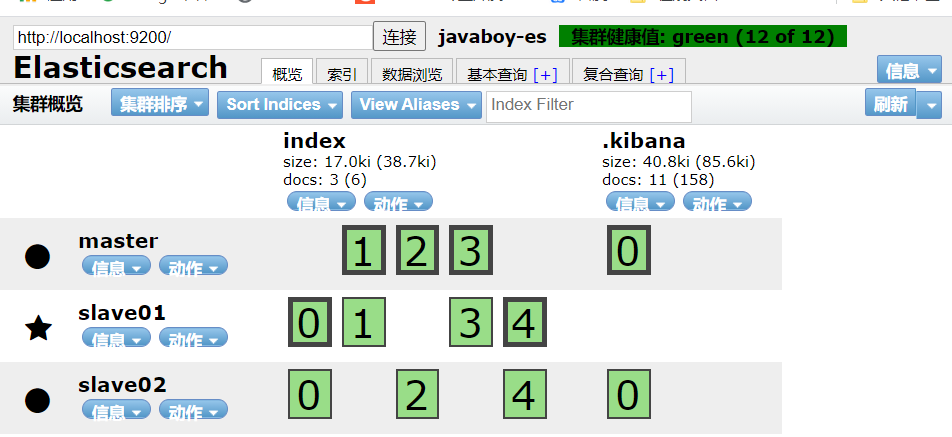 http://localhost:9200/ 连接 javaboy-es 集群健康值: green (12 of 12)
Elasticsearch 概览 索引 数据浏览 基本查询 [+] 复合查询 [+] 信息
集群概览 集群排序 Sort Indices View Aliases Index Filter 刷新
index .kibana
size: 17.0ki (38.7ki) size: 40.8ki (85.6ki)
docs: 3 (6) docs: 11 (158)
信息 动作 信息 动作
master 1 2 3 0
信息 动作
slave01 0 1 3 4
信息 动作
slave02 0 2 4 0
信息 动作